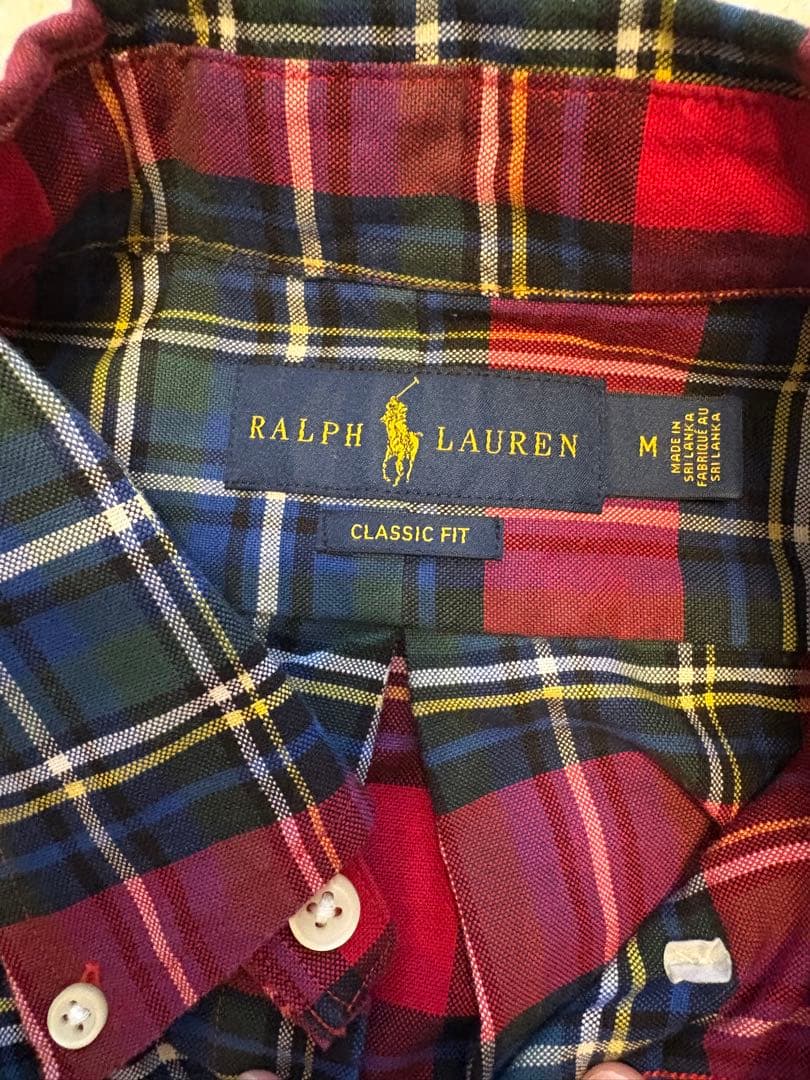 RALPH LAUREN
M
MADE IN
SRI LANKA
FABRIQUÉ AU
SRI LANKA
CLASSIC FIT